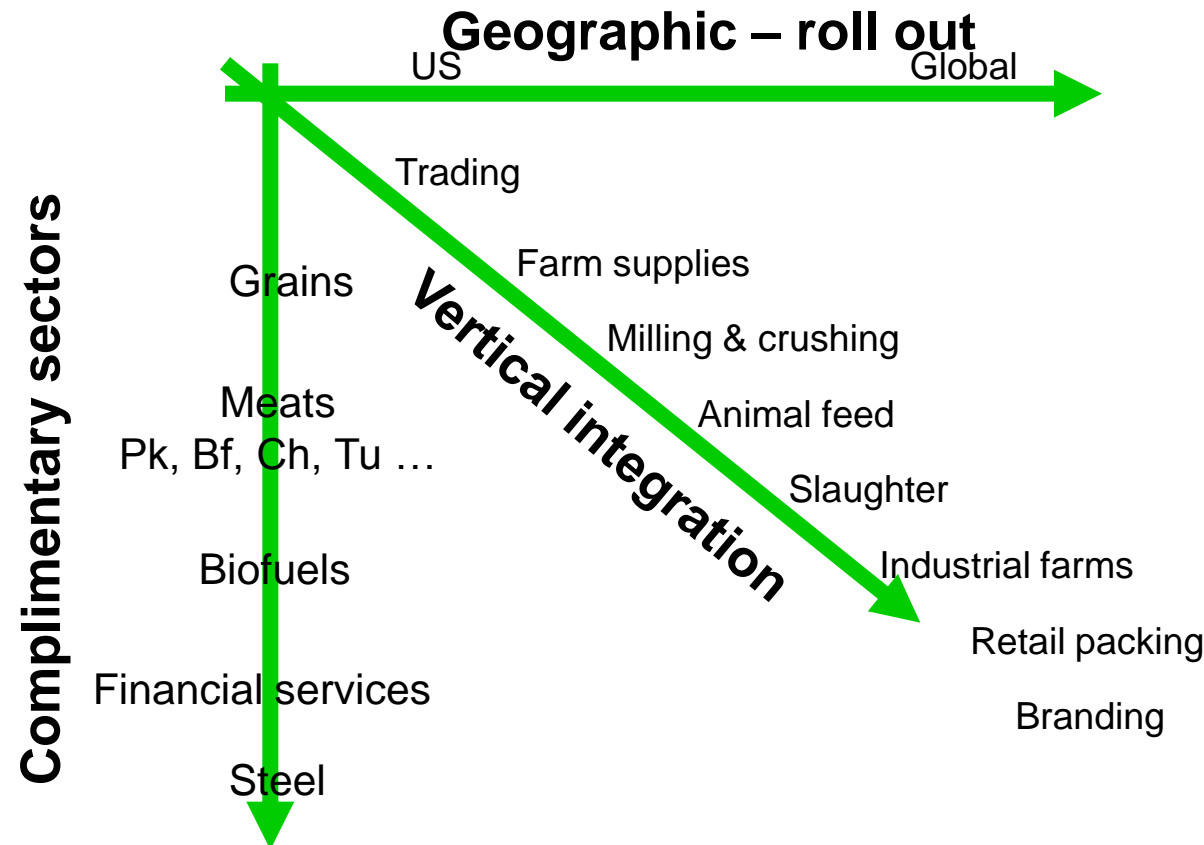 Geographic – roll out
US
Global
Complimentary sectors
Grains
Meats
Pk, Bf, Ch, Tu …
Biofuels
Financial services
Steel
Vertical integration
Trading
Farm supplies
Milling & crushing
Animal feed
Slaughter
Industrial farms
Retail packing
Branding